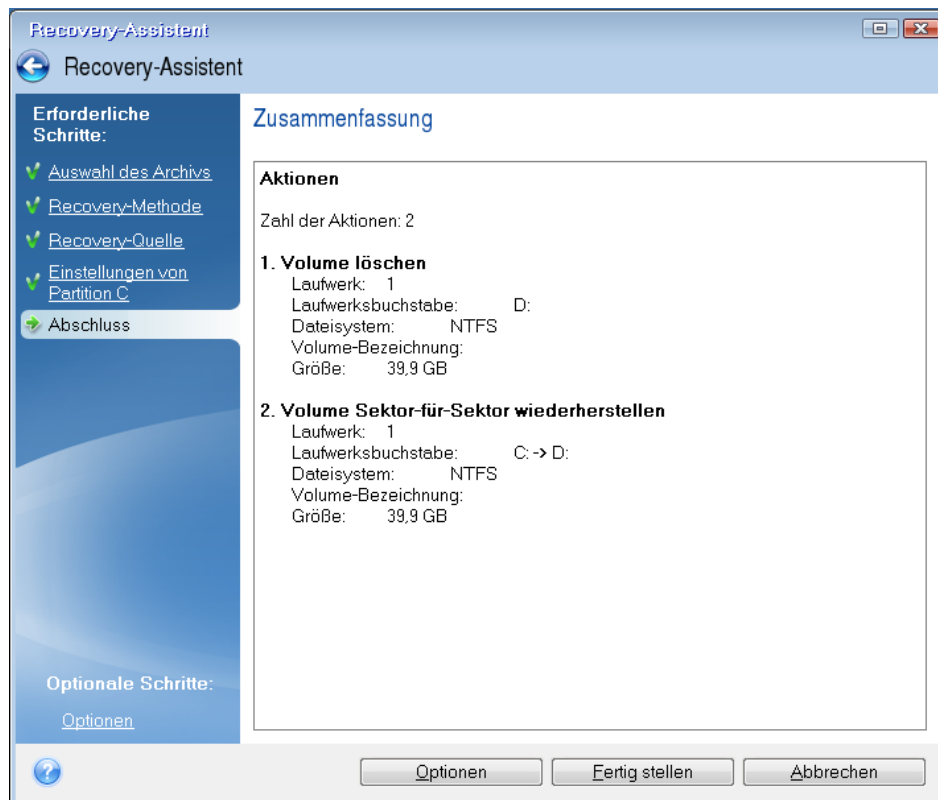 Recovery-Assistent
Recovery-Assistent
Erforderliche
Schritte:
Auswahl des Archivs
Recovery-Methode
Recovery-Quelle
Einstellungen von
Partition C
Abschluss
Optionale Schritte:
Optionen
Zusammenfassung
Aktionen
Zahl der Aktionen: 2
1. Volume löschen
Laufwerk: 1
Laufwerksbuchstabe: D:
Dateisystem: NTFS
Volume-Bezeichnung:
Größe: 39,9 GB
2. Volume Sektor-für-Sektor wiederherstellen
Laufwerk: 1
Laufwerksbuchstabe: C: -> D:
Dateisystem: NTFS
Volume-Bezeichnung:
Größe: 39,9 GB
Optionen Fertig stellen Abbrechen